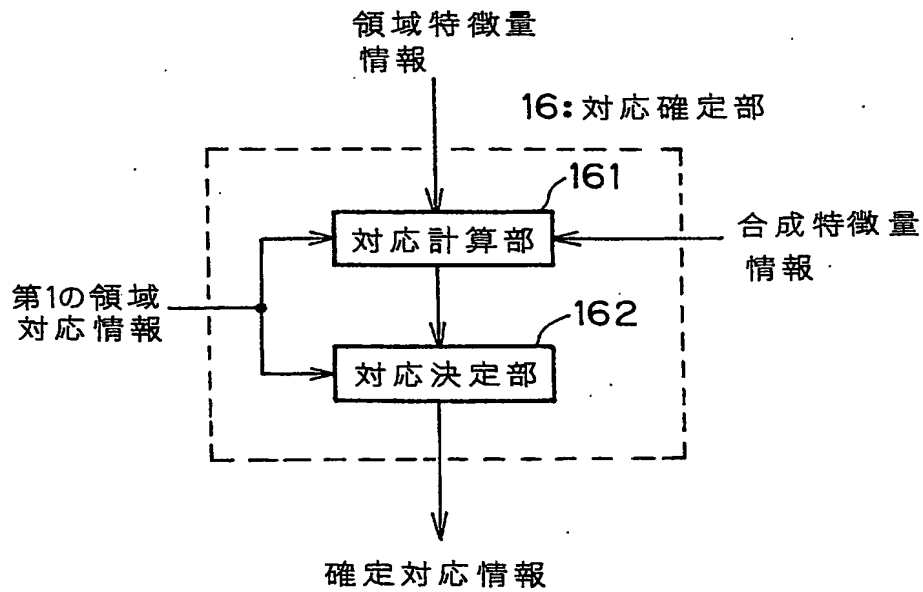 領域特徴量
情報
16:対応確定部
161
対応計算部
合成特徴量
情報
第1の領域
対応情報
162
対応決定部
確定対応情報